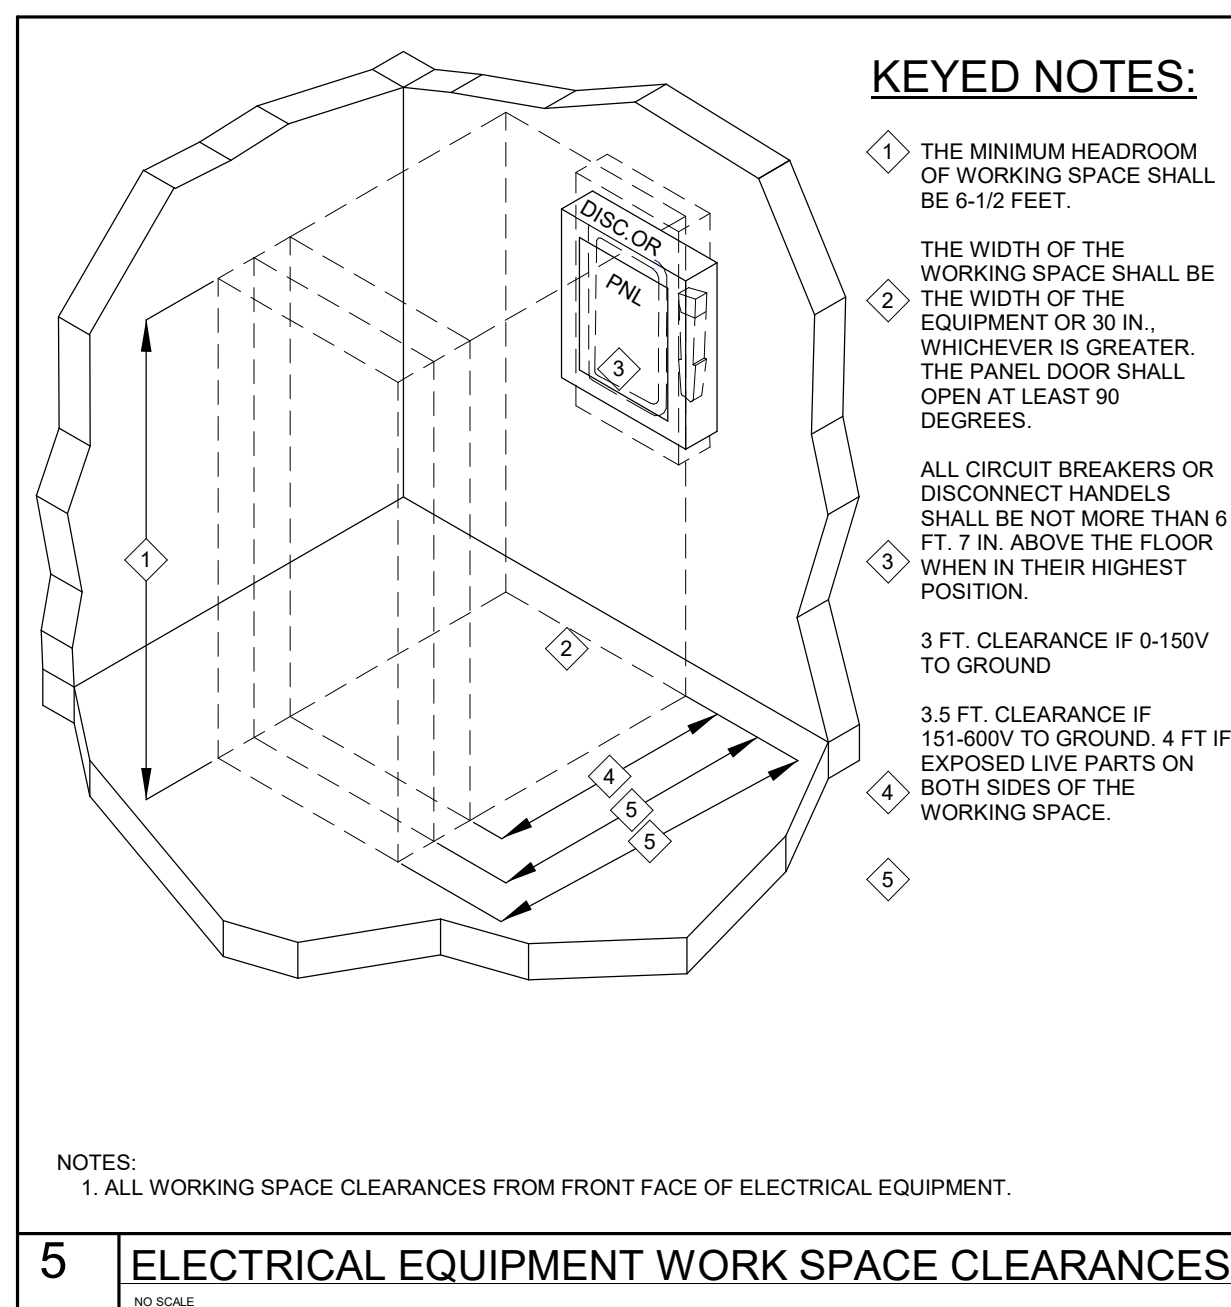 KEYED NOTES:
1
THE MINIMUM HEADROOM
OF WORKING SPACE SHALL
BE 6-1/2 FEET.
THE WIDTH OF THE
WORKING SPACE SHALL BE
2
THE WIDTH OF THE
EQUIPMENT OR 30 IN.,
WHICHEVER IS GREATER.
THE PANEL DOOR SHALL
OPEN AT LEAST 90
DEGREES.
ALL CIRCUIT BREAKERS OR
DISCONNECT HANDELS
SHALL BE NOT MORE THAN 6
FT. 7 IN. ABOVE THE FLOOR
3
WHEN IN THEIR HIGHEST
POSITION.
3 FT. CLEARANCE IF 0-150V
TO GROUND
3.5 FT. CLEARANCE IF
151-600V TO GROUND. 4 FT IF
EXPOSED LIVE PARTS ON
4
BOTH SIDES OF THE
WORKING SPACE.
5
DISC.OR
PNL
3
1
2
4
5
5
NOTES:
1. ALL WORKING SPACE CLEARANCES FROM FRONT FACE OF ELECTRICAL EQUIPMENT.
5
ELECTRICAL EQUIPMENT WORK SPACE CLEARANCES
NO SCALE